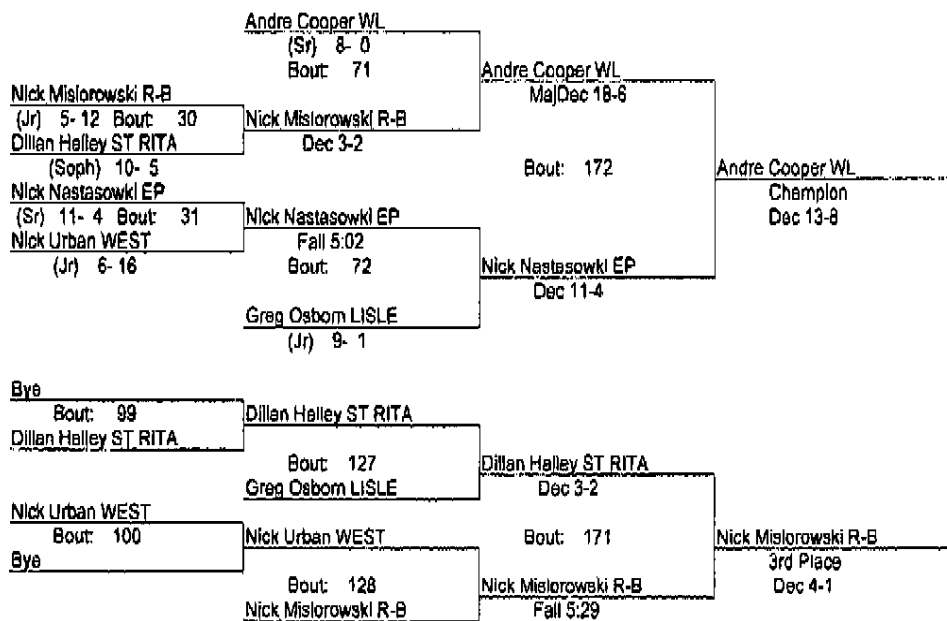 Andre Cooper WL
(Sr) 8- 0
Bout: 71
Andre Cooper WL
MajDec 18-6
Nick Mislorowski R-B
(Jr) 5- 12 Bout: 30
Nick Mislorowski R-B
Dec 3-2
Dillan Halley ST RITA
(Soph) 10- 5
Bout: 172
Andre Cooper WL
Champion
Dec 13-8
Nick Nastasowki EP
(Sr) 11- 4 Bout: 31
Nick Nastasowki EP
Fall 5:02
Nick Urban WEST
(Jr) 6- 16
Bout: 72
Nick Nastasowki EP
Dec 11-4
Greg Osborn LISLE
(Jr) 9- 1
Bye
Bout: 99
Dillan Halley ST RITA
Dillan Halley ST RITA
Bout: 127
Dillan Halley ST RITA
Dec 3-2
Greg Osborn LISLE
Nick Urban WEST
Bout: 100
Nick Urban WEST
Bout: 171
Nick Mislorowski R-B
3rd Place
Dec 4-1
Bye
Bout: 128
Nick Mislorowski R-B
Fall 5:29
Nick Mislorowski R-B